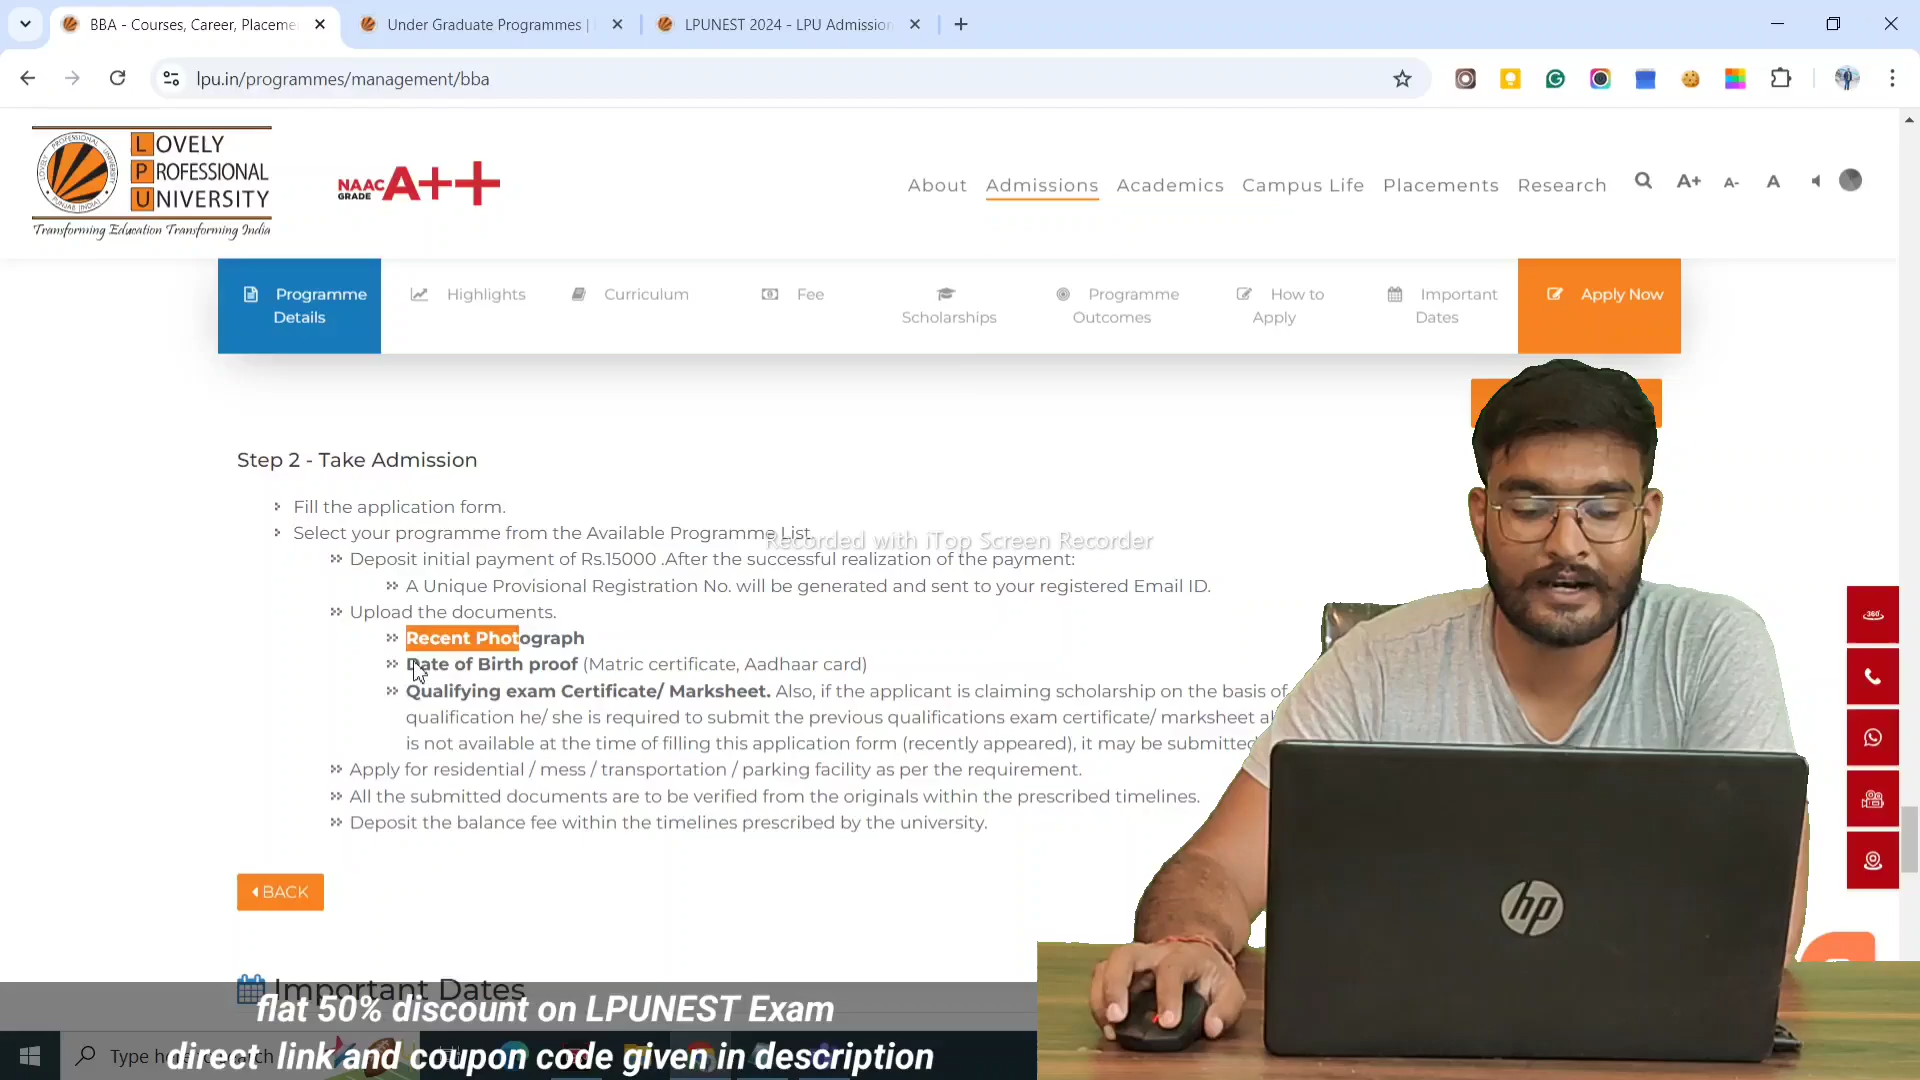 BBA - Courses, Career, Placeme
Under Graduate Programmes |
LPUNEST 2024 - LPU Admission
lpu.in/programmes/management/bba
LOVELY
PROFESSIONAL
UNIVERSITY
Transforming Education Transforming India
NAAC
GRADE
A++
About
Admissions
Academics
Campus Life
Placements
Research
A+
A-
A
Programme
Details
Highlights
Curriculum
Fee
Scholarships
Programme
Outcomes
How to
Apply
Important
Dates
Apply Now
Step 2 - Take Admission
Fill the application form.
Select your programme from the Available Programme List.
Recorded with iTop Screen Recorder
Deposit initial payment of Rs.15000 .After the successful realization of the payment:
A Unique Provisional Registration No. will be generated and sent to your registered Email ID.
Upload the documents.
Recent Photograph
Date of Birth proof (Matric certificate, Aadhaar card)
Qualifying exam Certificate/ Marksheet. Also, if the applicant is claiming scholarship on the basis of
qualification he/ she is required to submit the previous qualifications exam certificate/ marksheet
is not available at the time of filling this application form (recently appeared), it may be submitted
Apply for residential / mess / transportation / parking facility as per the requirement.
All the submitted documents are to be verified from the originals within the prescribed timelines.
Deposit the balance fee within the timelines prescribed by the university.
BACK
Important Dates
flat 50% discount on LPUNEST Exam
direct link and coupon code given in description
Type here
search
360°
hp